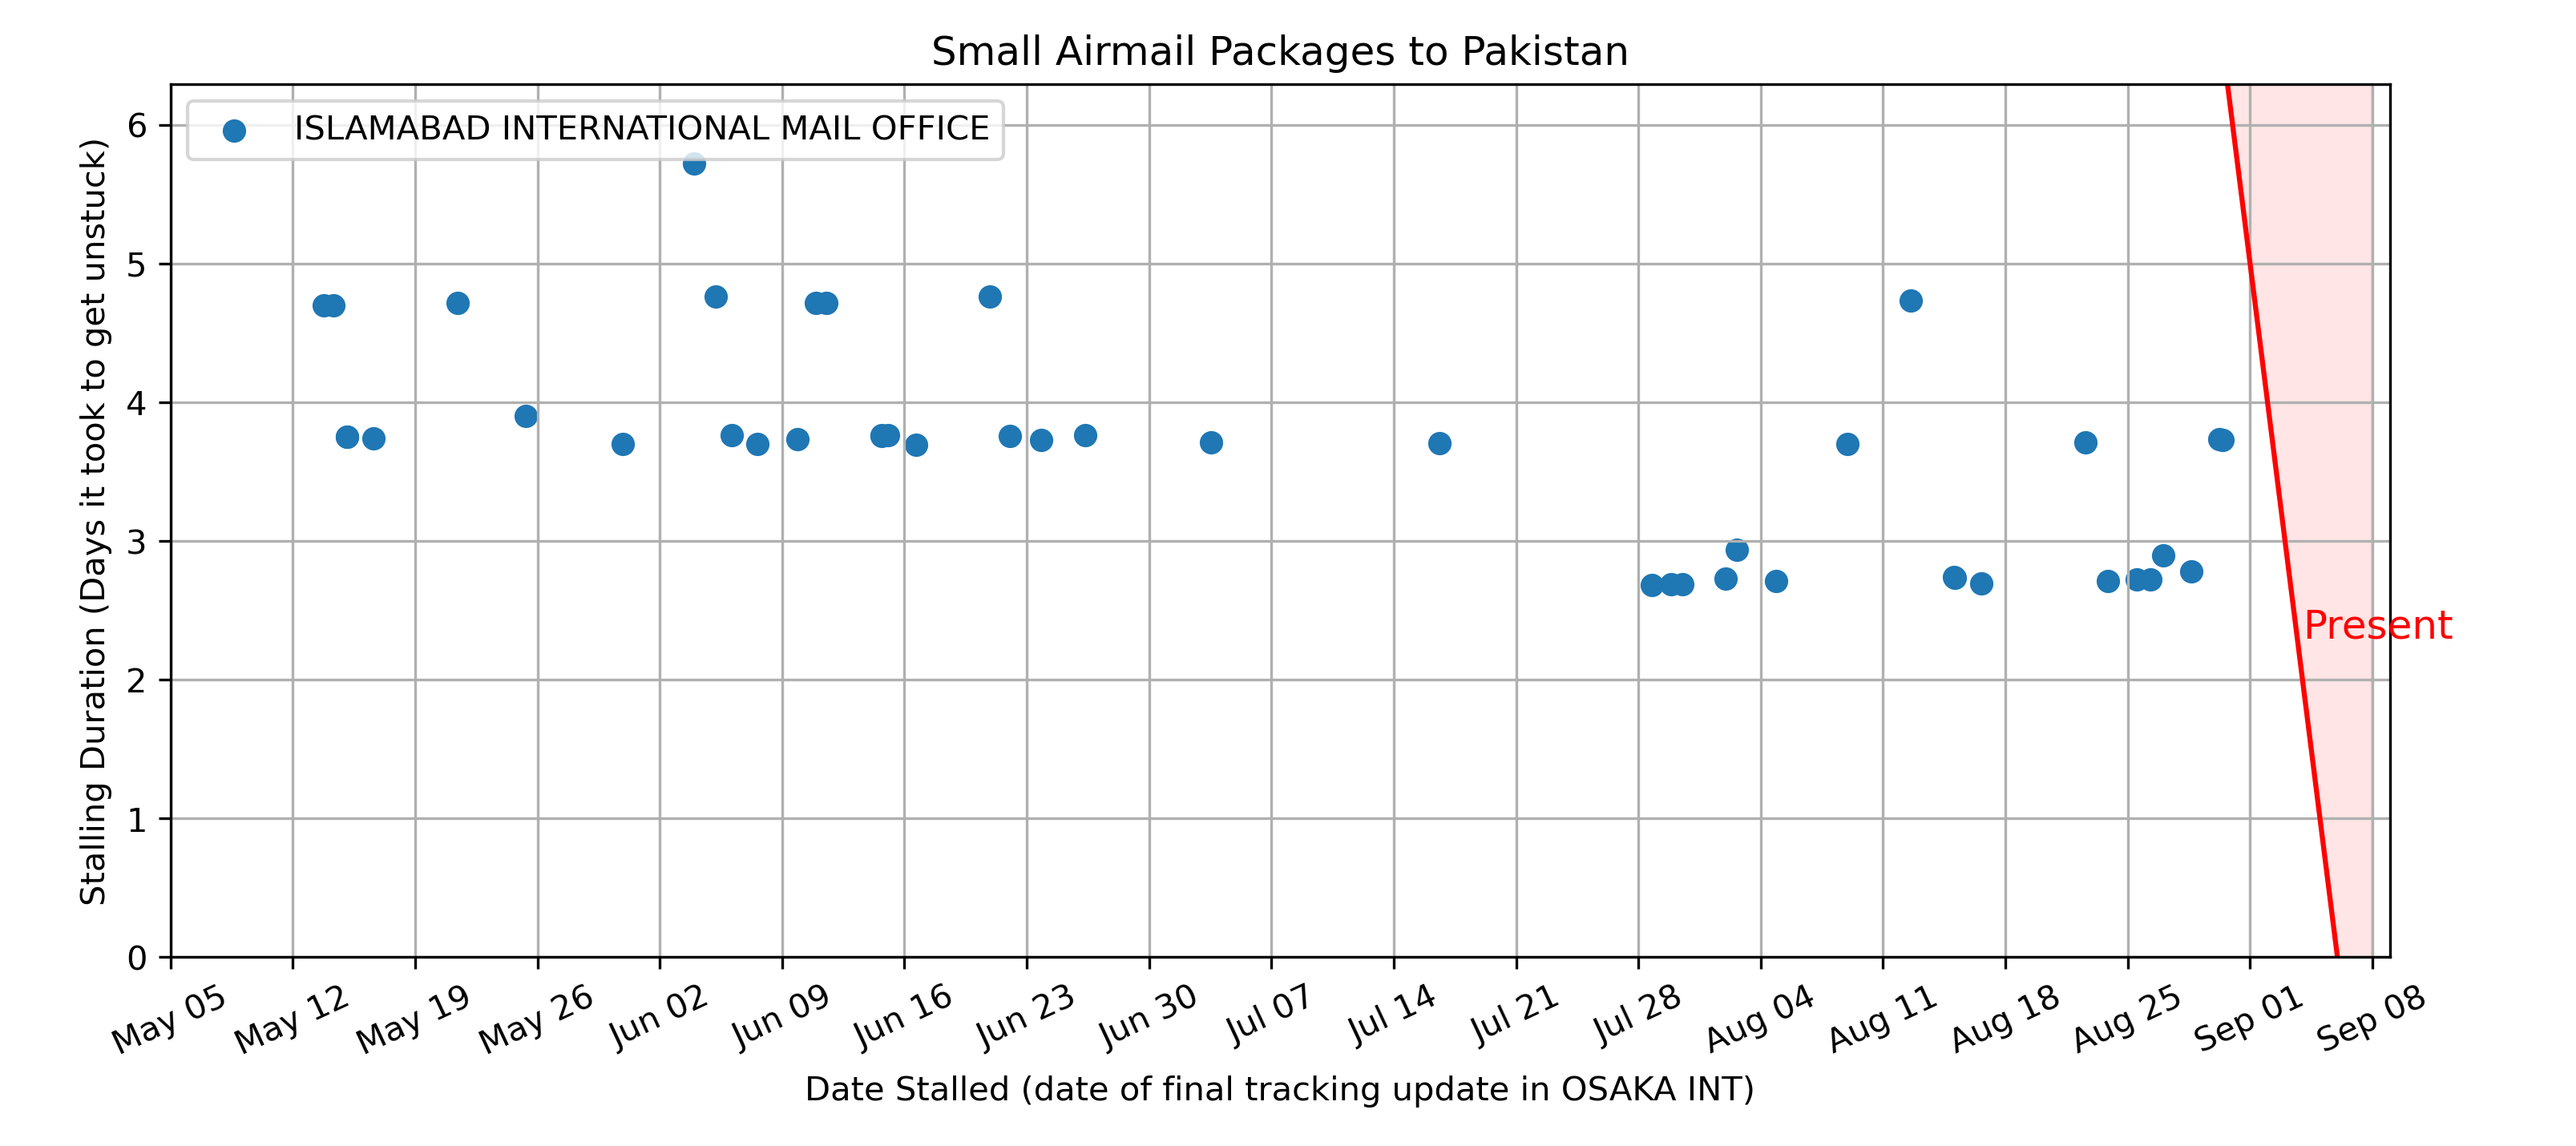 Small Airmail Packages to Pakistan
ISLAMABAD INTERNATIONAL MAIL OFFICE
Stalling Duration (Days it took to get unstuck)
6
5
4
3
2
1
0
Present
May 05
May 12
May 19
May 26
Jun 02
Jun 09
Jun 16
Jun 23
Jun 30
Jul 07
Jul 14
Jul 21
Jul 28
Aug 04
Aug 11
Aug 18
Aug 25
Sep 01
Sep 08
Date Stalled (date of final tracking update in OSAKA INT)